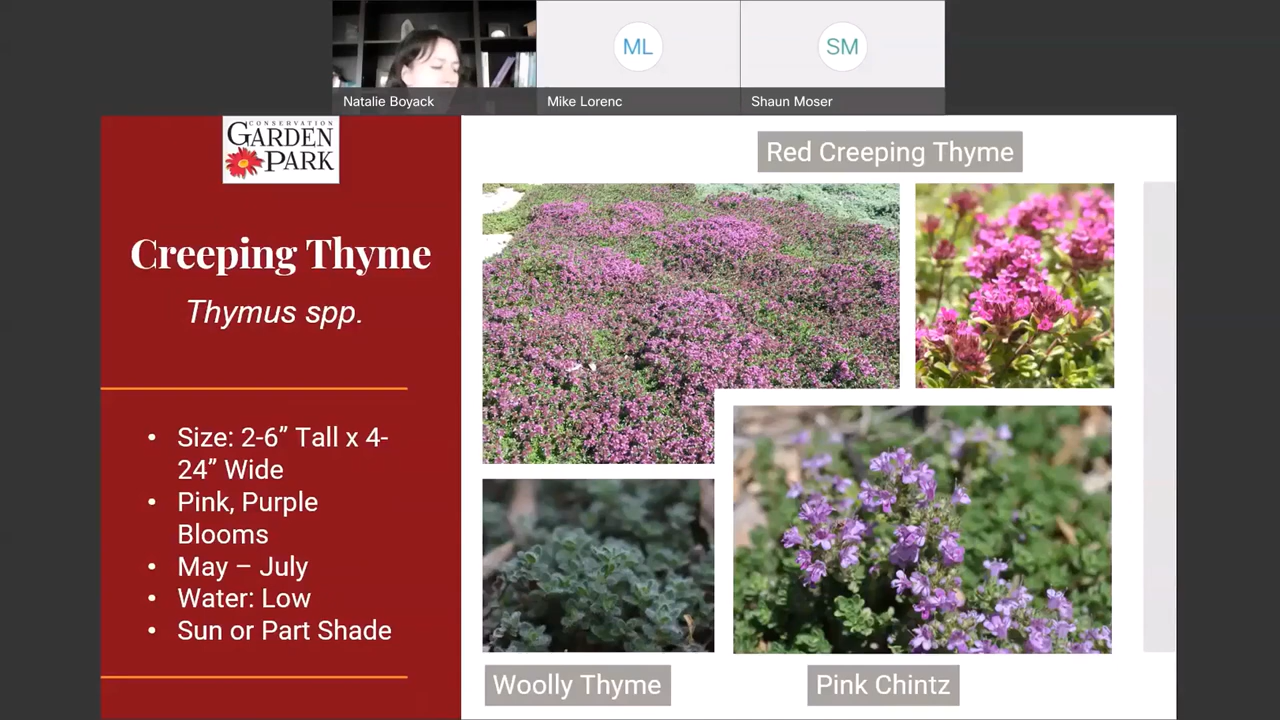 ML
SM
Natalie Boyack
Mike Lorenc
Shaun Moser
CONSERVATION
GARDEN
PARK
Creeping Thyme
Thymus spp.
• Size: 2-6” Tall x 4-
24” Wide
• Pink, Purple
Blooms
• May – July
• Water: Low
• Sun or Part Shade
Red Creeping Thyme
Woolly Thyme
Pink Chintz